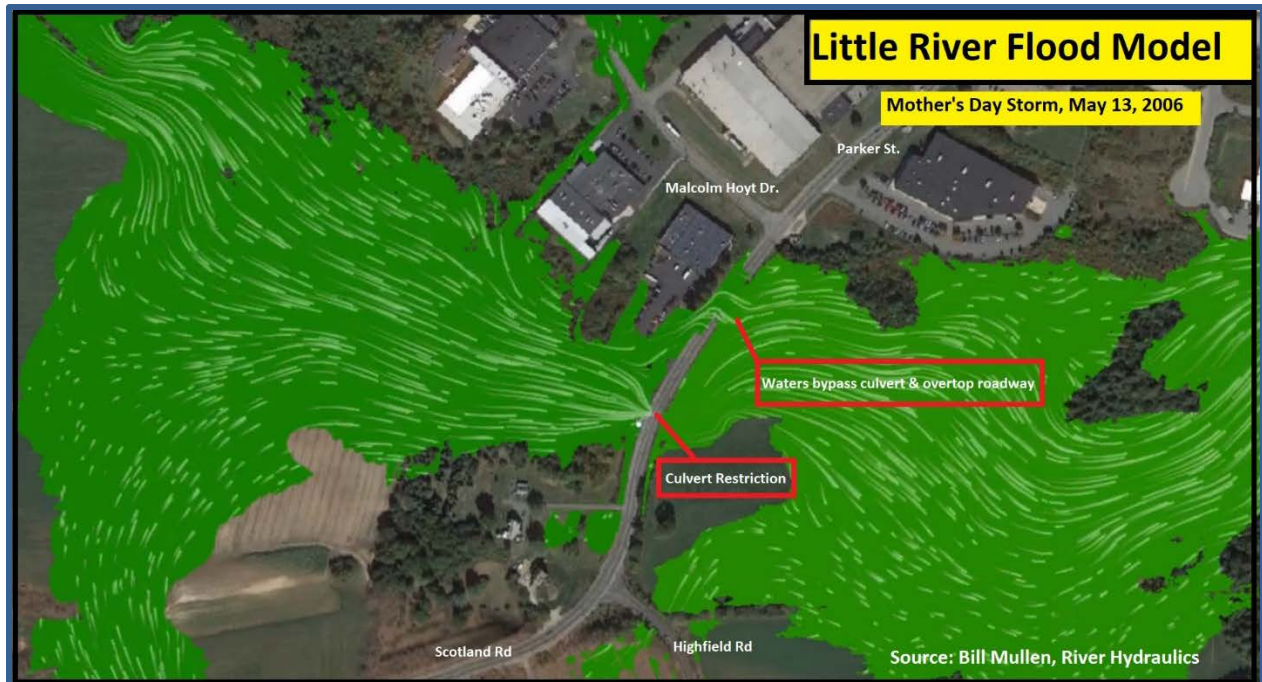 Little River Flood Model
Mother's Day Storm, May 13, 2006
Parker St.
Malcolm Hoyt Dr.
Waters bypass culvert & overtop roadway
Culvert Restriction
Scotland Rd
Highfield Rd
Source: Bill Mullen, River Hydraulics